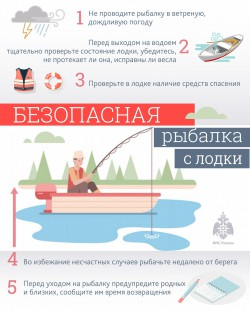 1 Не проводите рыбалку в ветреную,
дождливую погоду
2 Перед выходом на водоем
тщательно проверьте состояние лодки, убедитесь,
не протекает ли она, исправны ли весла
3 Проверьте в лодке наличие средств спасения
БЕЗОПАСНАЯ
рыбалка
с лодки
МЧС России
4 Во избежание несчастных случаев рыбачьте недалеко от берега
5 Перед уходом на рыбалку предупредите родных
и близких, сообщите им время возвращения